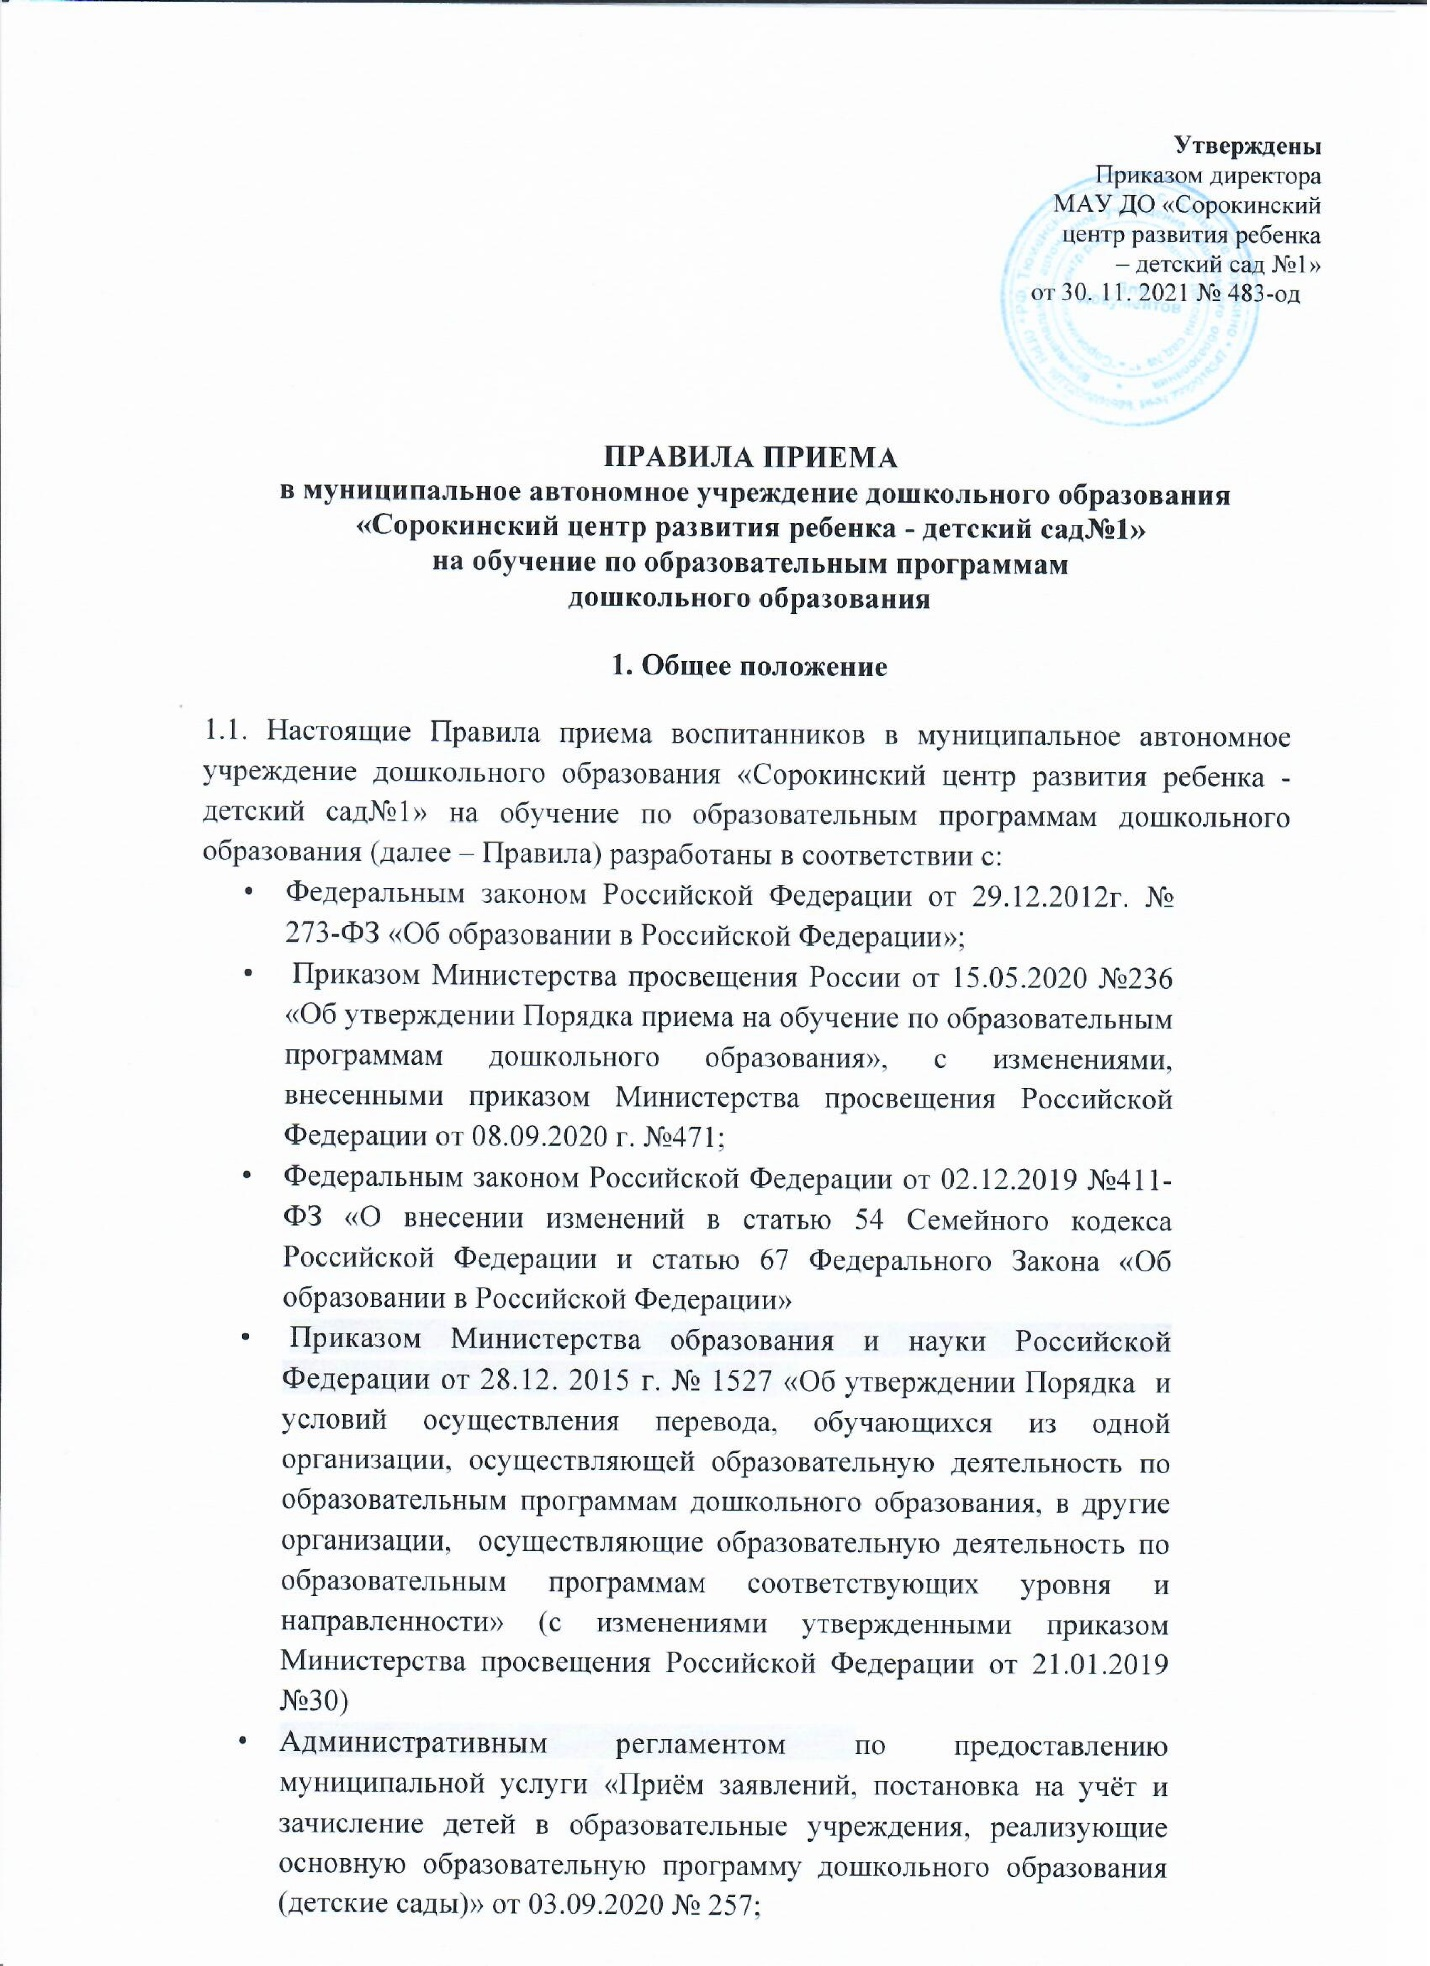 Утверждены
Приказом директора
МАУ ДО «Сорокинский
центр развития ребенка
– детский сад №1»
от 30. 11. 2021 № 483-од
ПРАВИЛА ПРИЕМА
в муниципальное автономное учреждение дошкольного образования
«Сорокинский центр развития ребенка - детский сад№1»
на обучение по образовательным программам
дошкольного образования
1. Общее положение
1.1. Настоящие Правила приема воспитанников в муниципальное автономное
учреждение дошкольного образования «Сорокинский центр развития ребенка -
детский сад№1» на обучение по образовательным программам дошкольного
образования (далее – Правила) разработаны в соответствии с:
• Федеральным законом Российской Федерации от 29.12.2012г. №
273-ФЗ «Об образовании в Российской Федерации»;
• Приказом Министерства просвещения России от 15.05.2020 №236
«Об утверждении Порядка приема на обучение по образовательным
программам дошкольного образования», с изменениями,
внесенными приказом Министерства просвещения Российской
Федерации от 08.09.2020 г. №471;
• Федеральным законом Российской Федерации от 02.12.2019 №411-
ФЗ «О внесении изменений в статью 54 Семейного кодекса
Российской Федерации и статью 67 Федерального Закона «Об
образовании в Российской Федерации»
• Приказом Министерства образования и науки Российской
Федерации от 28.12. 2015 г. № 1527 «Об утверждении Порядка и
условий осуществления перевода, обучающихся из одной
организации, осуществляющей образовательную деятельность по
образовательным программам дошкольного образования, в другие
организации, осуществляющие образовательную деятельность по
образовательным программам соответствующих уровня и
направленности» (с изменениями утвержденными приказом
Министерства просвещения Российской Федерации от 21.01.2019
№30)
• Административным регламентом по предоставлению
муниципальной услуги «Приём заявлений, постановка на учёт и
зачисление детей в образовательные учреждения, реализующие
основную образовательную программу дошкольного образования
(детские сады)» от 03.09.2020 № 257;